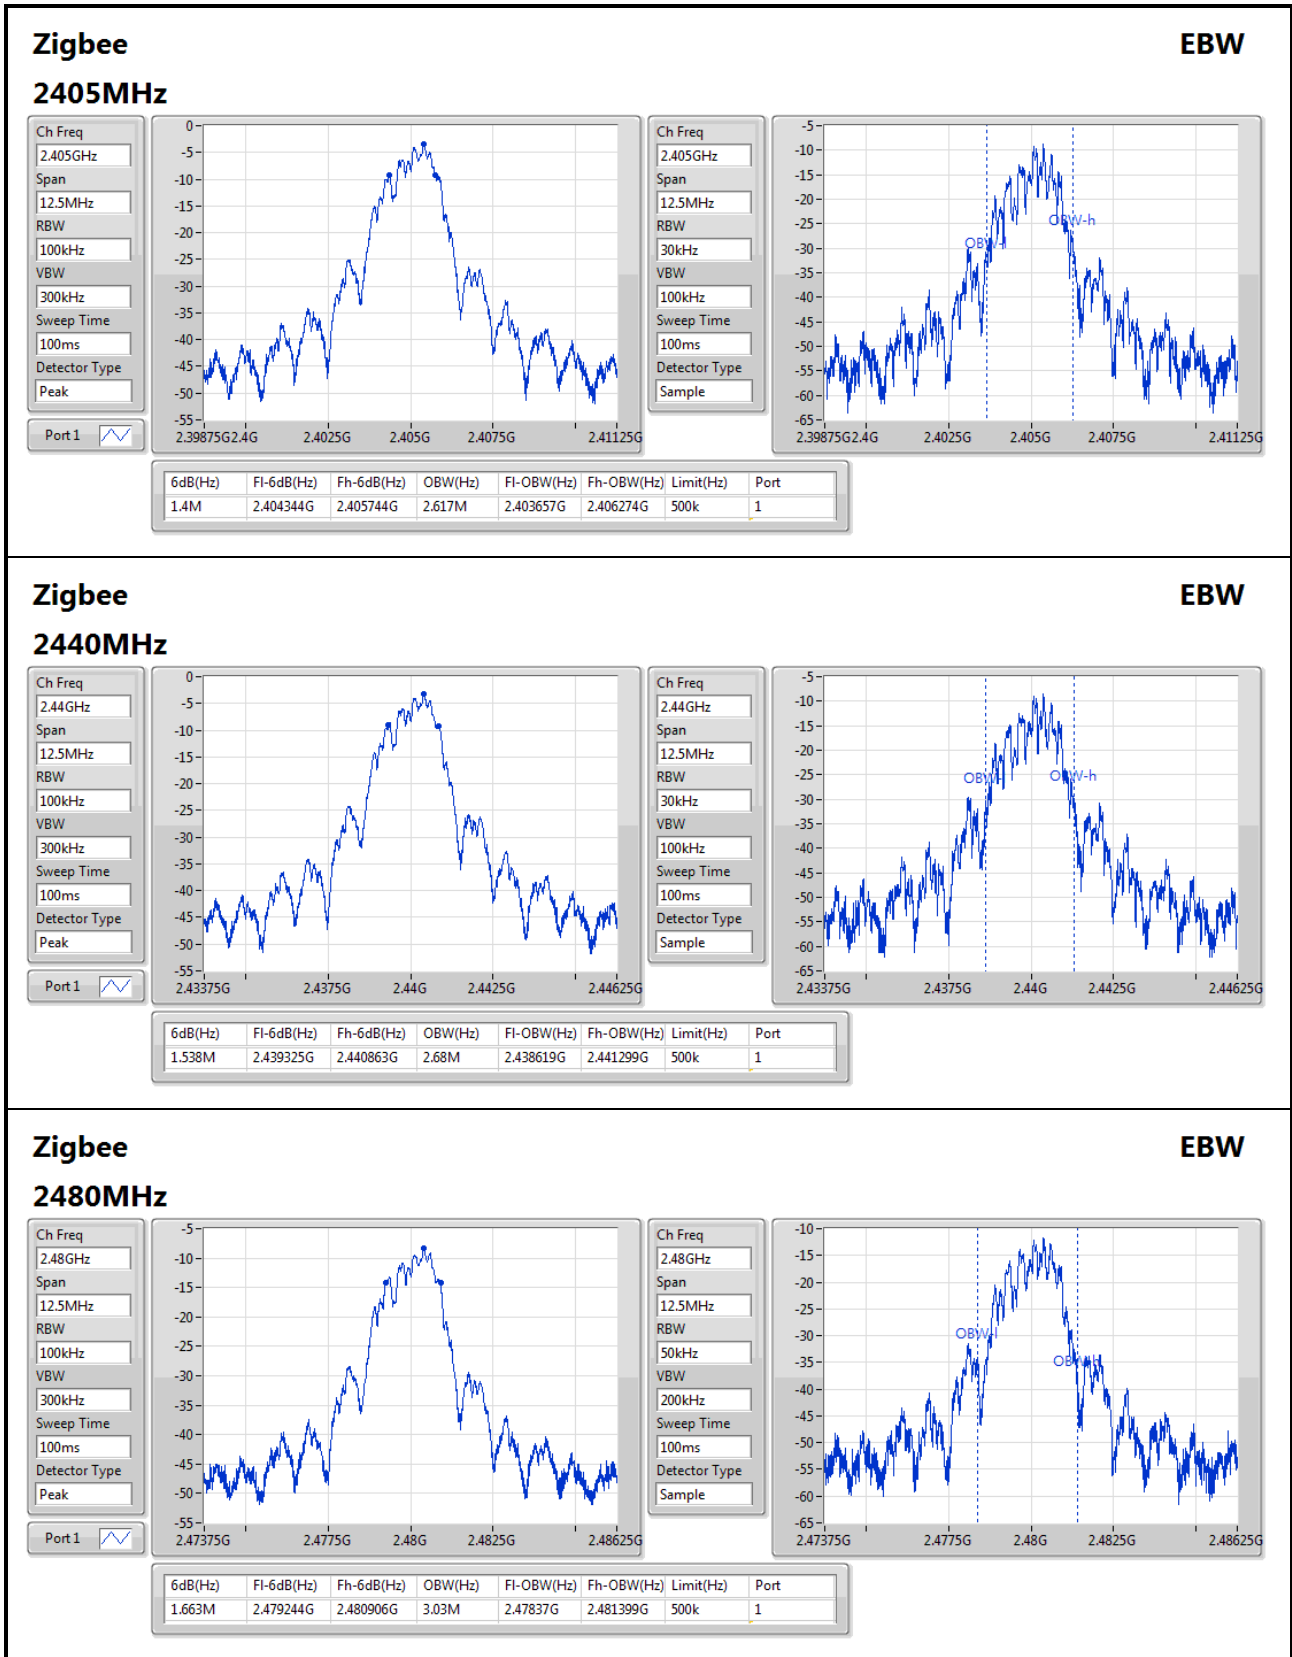 Zigbee EBW
2405MHz
Ch Freq
2.405GHz
Span
12.5MHz
RBW
100kHz
VBW
300kHz
Sweep Time
100ms
Detector Type
Peak
Port 1
0
-5
-10
-15
-20
-25
-30
-35
-40
-45
-50
-55
2.39875G 2.4G 2.4025G 2.405G 2.4075G 2.41125G
Ch Freq
2.405GHz
Span
12.5MHz
RBW
30kHz
VBW
100kHz
Sweep Time
100ms
Detector Type
Sample
-5
-10
-15
-20
-25
-30
-35
-40
-45
-50
-55
-60
-65
OBW-l
OBW-h
2.39875G 2.4G 2.4025G 2.405G 2.4075G 2.41125G
6dB(Hz) Fl-6dB(Hz) Fh-6dB(Hz) OBW(Hz) Fl-OBW(Hz) Fh-OBW(Hz) Limit(Hz) Port
1.4M 2.404344G 2.405744G 2.617M 2.403657G 2.406274G 500k 1
Zigbee EBW
2440MHz
Ch Freq
2.44GHz
Span
12.5MHz
RBW
100kHz
VBW
300kHz
Sweep Time
100ms
Detector Type
Peak
Port 1
0
-5
-10
-15
-20
-25
-30
-35
-40
-45
-50
-55
2.43375G 2.4375G 2.44G 2.4425G 2.44625G
Ch Freq
2.44GHz
Span
12.5MHz
RBW
30kHz
VBW
100kHz
Sweep Time
100ms
Detector Type
Sample
-5
-10
-15
-20
-25
-30
-35
-40
-45
-50
-55
-60
-65
OBW-l
OBW-h
2.43375G 2.4375G 2.44G 2.4425G 2.44625G
6dB(Hz) Fl-6dB(Hz) Fh-6dB(Hz) OBW(Hz) Fl-OBW(Hz) Fh-OBW(Hz) Limit(Hz) Port
1.538M 2.439325G 2.440863G 2.68M 2.438619G 2.441299G 500k 1
Zigbee EBW
2480MHz
Ch Freq
2.48GHz
Span
12.5MHz
RBW
100kHz
VBW
300kHz
Sweep Time
100ms
Detector Type
Peak
Port 1
-5
-10
-15
-20
-25
-30
-35
-40
-45
-50
-55
2.47375G 2.4775G 2.48G 2.4825G 2.48625G
Ch Freq
2.48GHz
Span
12.5MHz
RBW
50kHz
VBW
200kHz
Sweep Time
100ms
Detector Type
Sample
-10
-15
-20
-25
-30
-35
-40
-45
-50
-55
-60
-65
OBW-l
OBW-h
2.47375G 2.4775G 2.48G 2.4825G 2.48625G
6dB(Hz) Fl-6dB(Hz) Fh-6dB(Hz) OBW(Hz) Fl-OBW(Hz) Fh-OBW(Hz) Limit(Hz) Port
1.663M 2.479244G 2.480906G 3.03M 2.47837G 2.481399G 500k 1